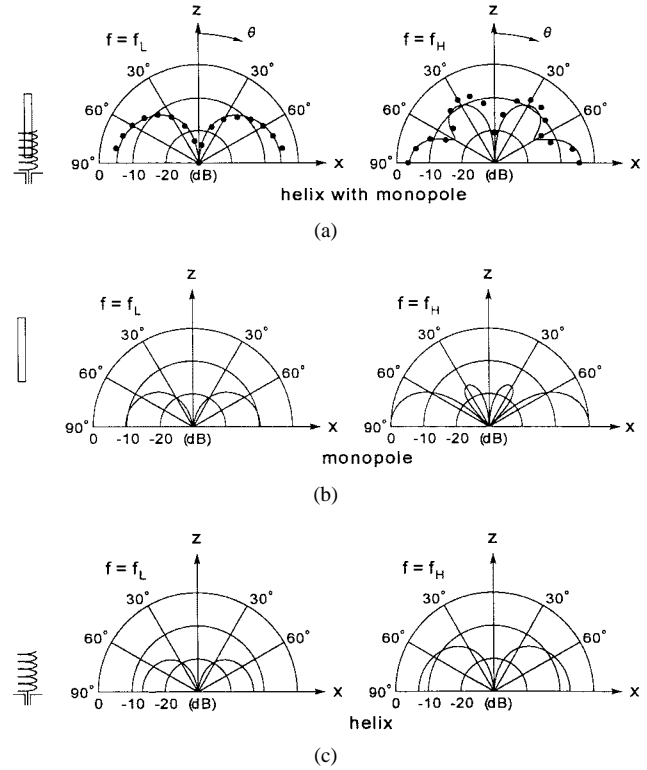 z z
f = f_L θ f = f_H θ
30° 30° 30° 30°
60° 60° 60° 60°
90° x 90° x
0 -10 -20 (dB) 0 -10 -20 (dB)
helix with monopole
(a)
z z
f = f_L f = f_H
30° 30° 30° 30°
60° 60° 60° 60°
90° x 90° x
0 -10 -20 (dB) 0 -10 -20 (dB)
monopole
(b)
z z
f = f_L f = f_H
30° 30° 30° 30°
60° 60° 60° 60°
90° x 90° x
0 -10 -20 (dB) 0 -10 -20 (dB)
helix
(c)